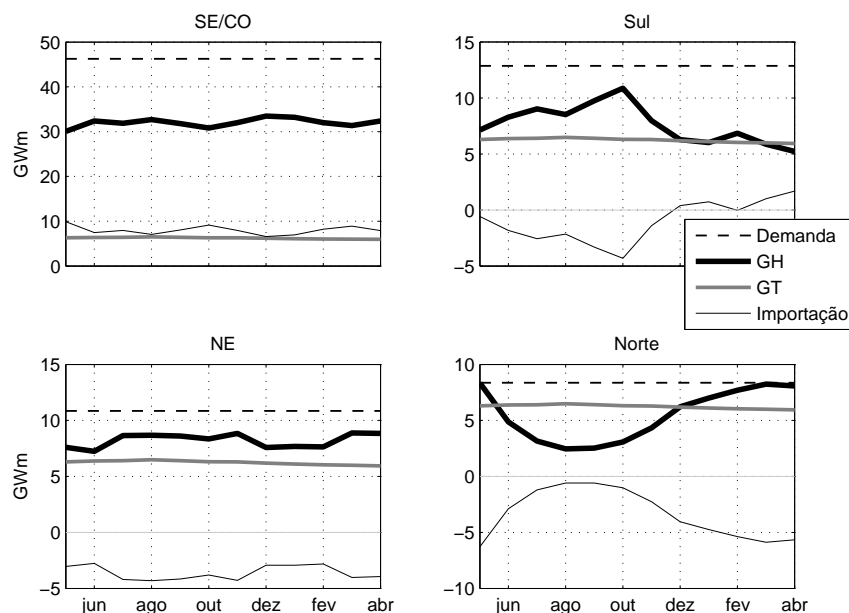 SE/CO
50
40
30
20
10
0
GWm
Sul
15
10
5
0
−5
Demanda
GH
GT
Importação
NE
15
10
5
0
−5
GWm
jun ago out dez fev abr
Norte
10
5
0
−5
−10
jun ago out dez fev abr